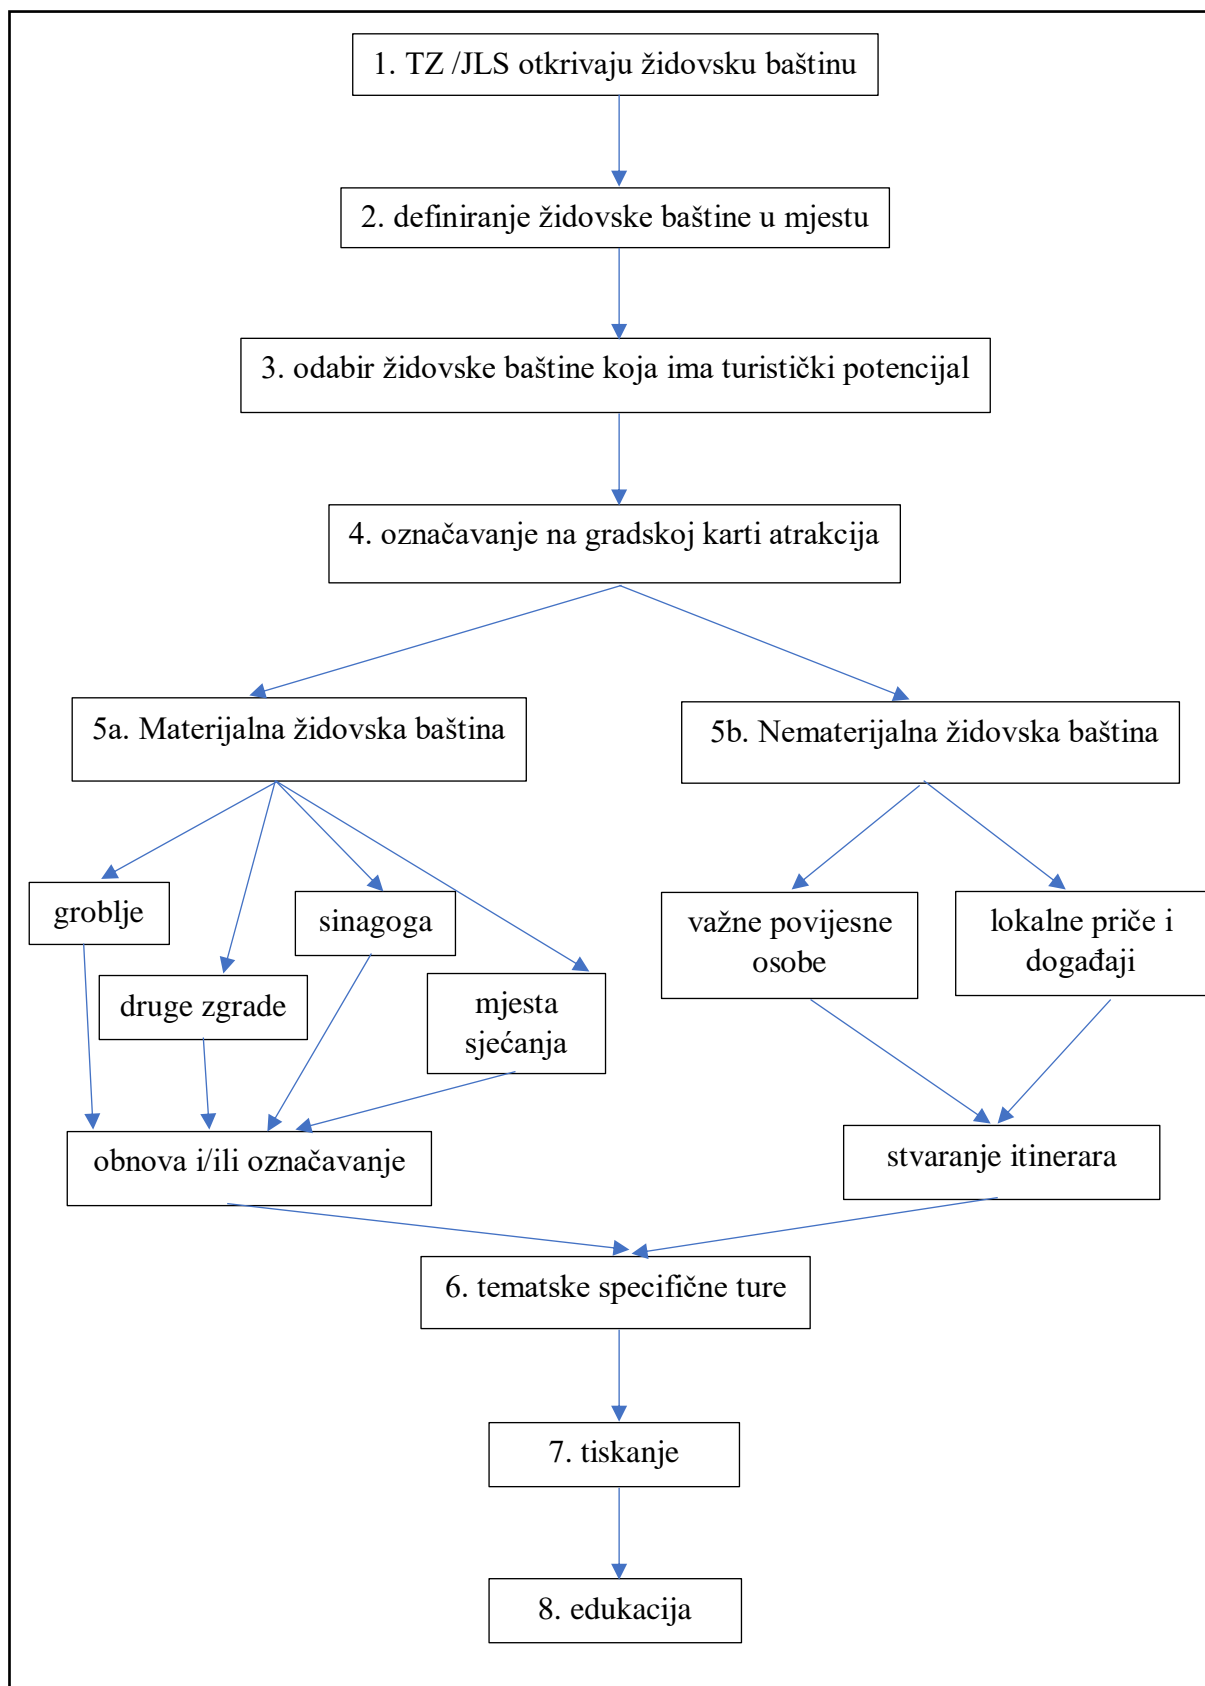 1. TZ /JLS otkrivaju židovsku baštinu
2. definiranje židovske baštine u mjestu
3. odabir židovske baštine koja ima turistički potencijal
4. označavanje na gradskoj karti atrakcija
5a. Materijalna židovska baština
5b. Nematerijalna židovska baština
groblje
sinagoga
druge zgrade
mjesta
sjećanja
važne povijesne
osobe
lokalne priče i
događaji
obnova i/ili označavanje
stvaranje itinerara
6. tematske specifične ture
7. tiskanje
8. edukacija